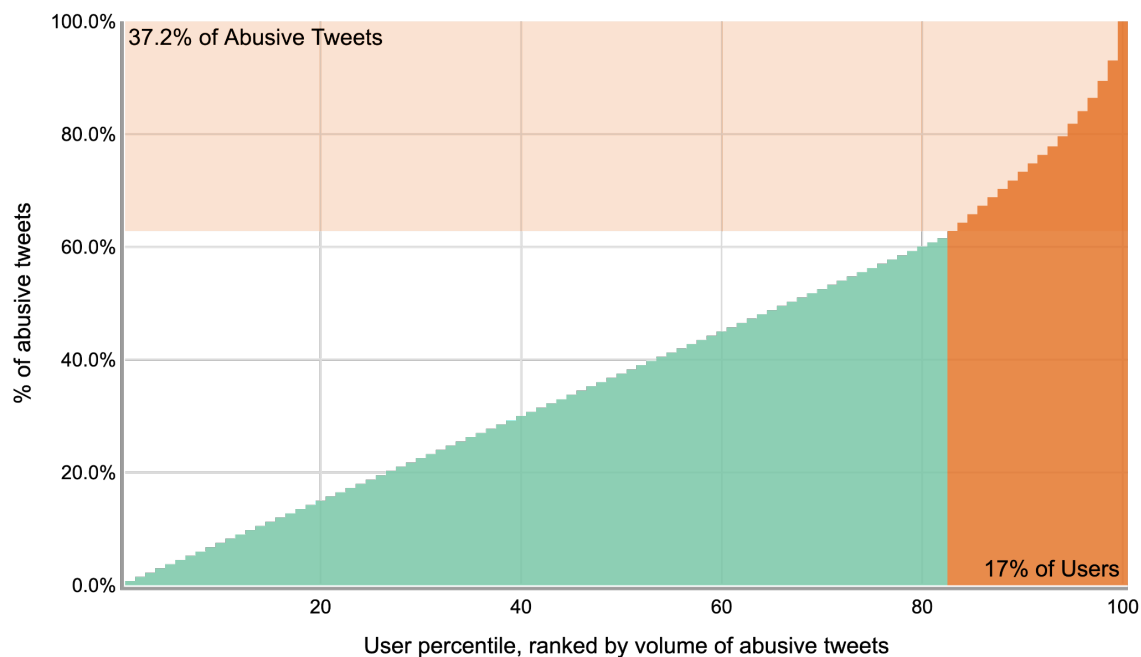 100.0%
37.2% of Abusive Tweets
80.0%
60.0%
40.0%
20.0%
0.0%
% of abusive tweets
17% of Users
20 40 60 80 100
User percentile, ranked by volume of abusive tweets